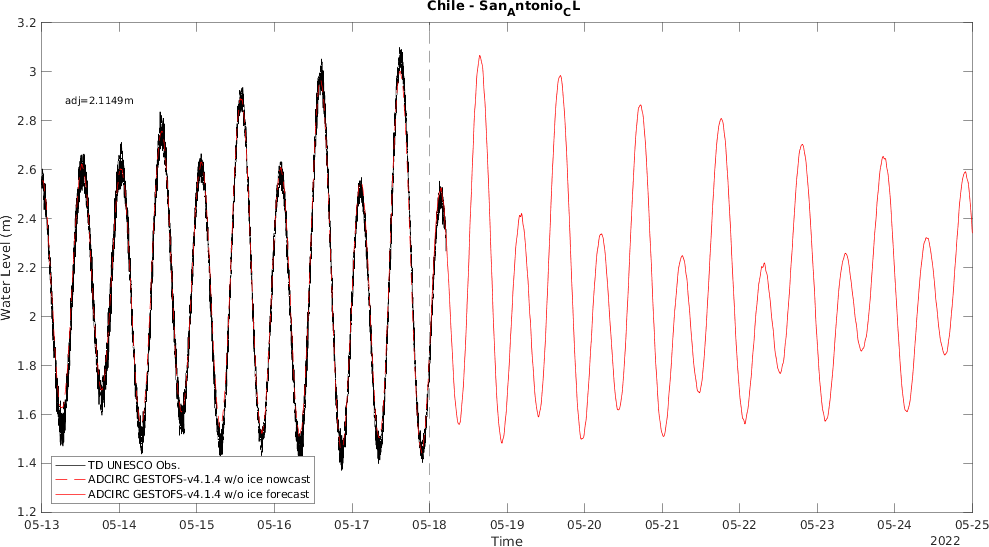 Chile - SanAntonioCL
3.2
3
2.8
2.6
2.4
2.2
2
1.8
1.6
1.4
1.2
Water Level (m)
adj=2.1149m
TD UNESCO Obs.
ADCIRC GESTOFS-v4.1.4 w/o ice nowcast
ADCIRC GESTOFS-v4.1.4 w/o ice forecast
05-13 05-14 05-15 05-16 05-17 05-18 05-19 05-20 05-21 05-22 05-23 05-24 05-25
Time
2022